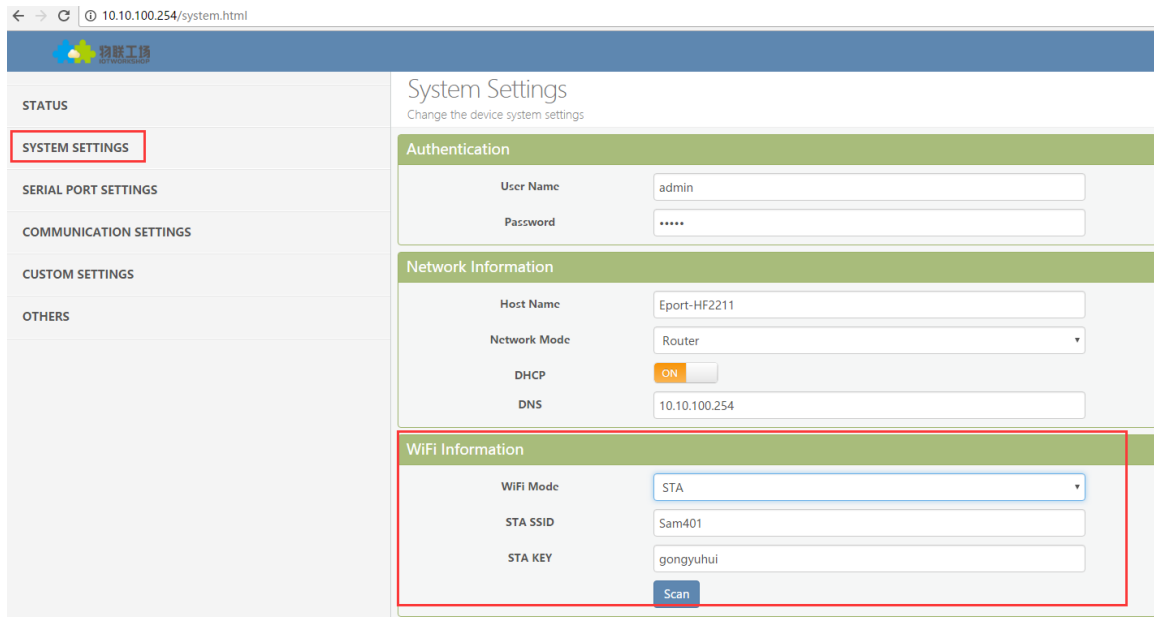 10.10.100.254/system.html
物联工场
IOTWORKSHOP
STATUS
SYSTEM SETTINGS
SERIAL PORT SETTINGS
COMMUNICATION SETTINGS
CUSTOM SETTINGS
OTHERS
System Settings
Change the device system settings
Authentication
User Name admin
Password •••••
Network Information
Host Name Eport-HF2211
Network Mode Router
DHCP ON
DNS 10.10.100.254
WiFi Information
WiFi Mode STA
STA SSID Sam401
STA KEY gongyuhui
Scan